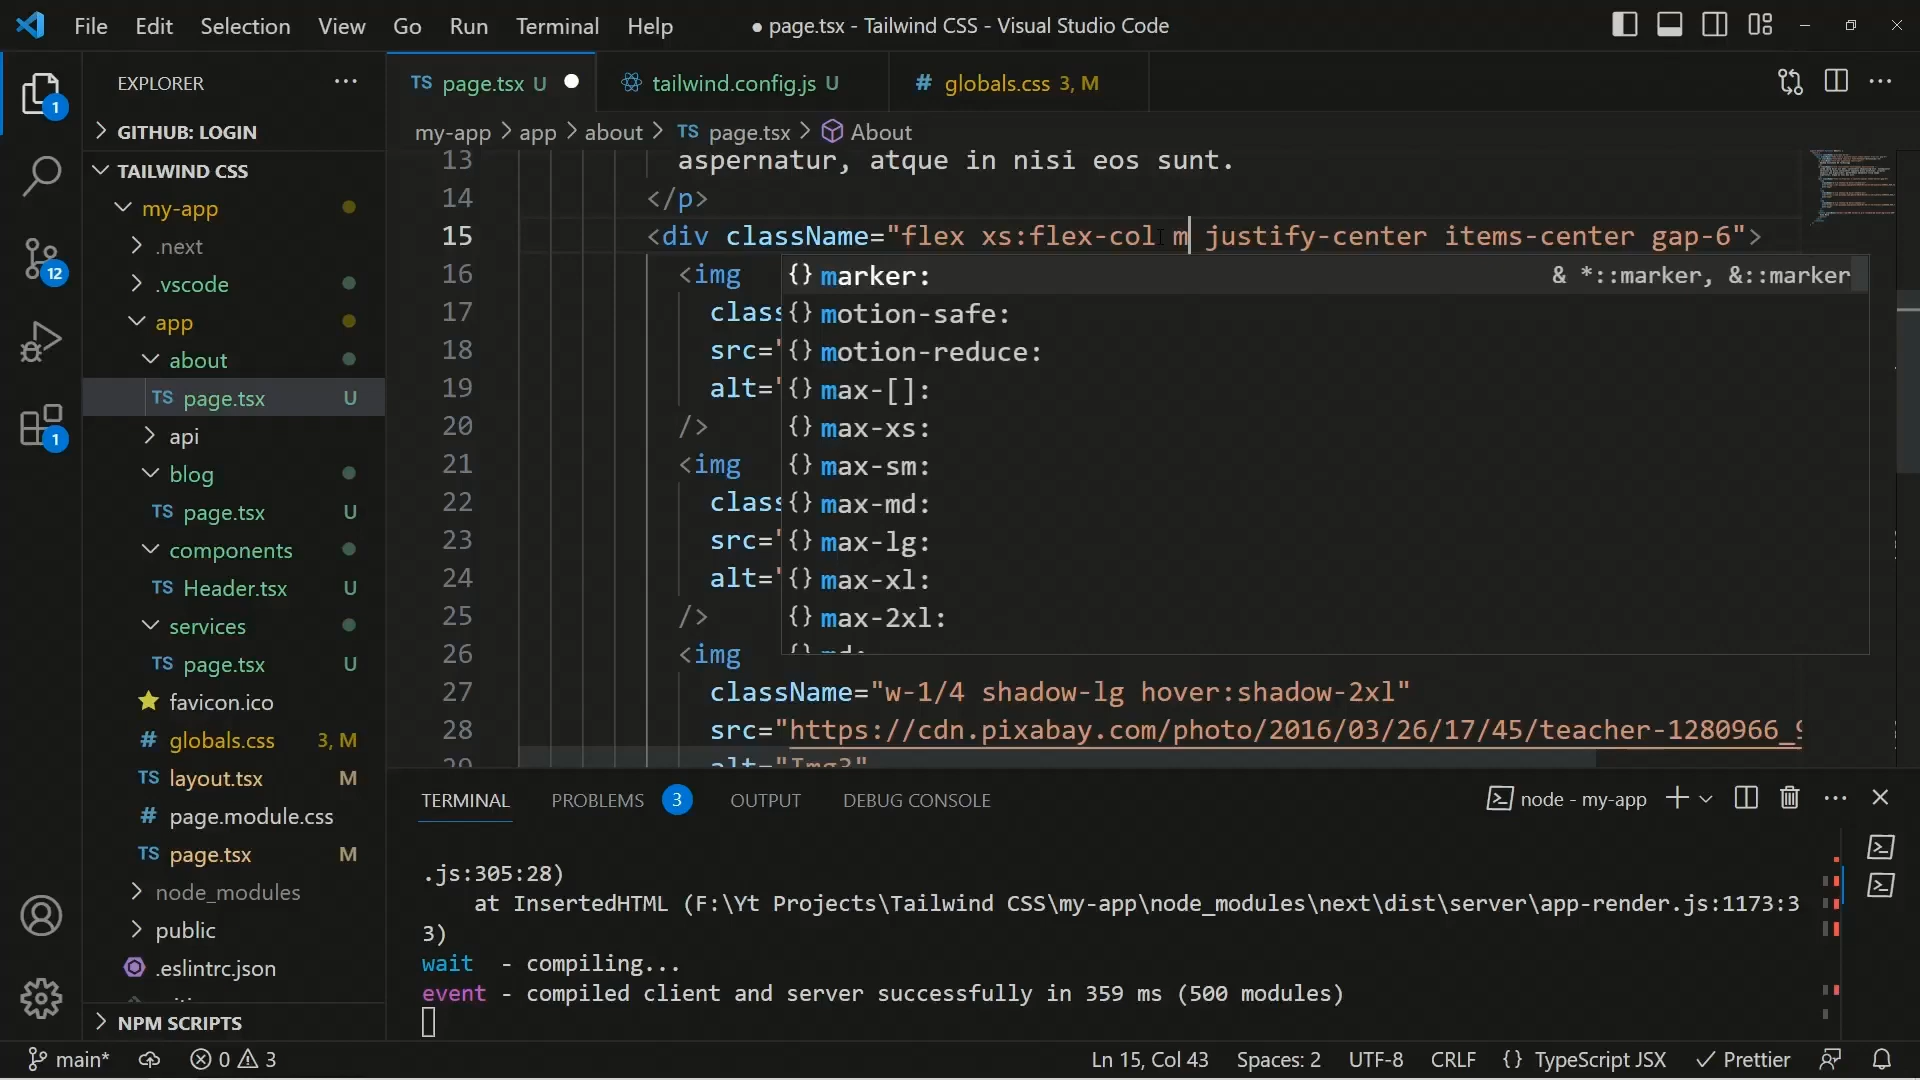 File Edit Selection View Go Run Terminal Help
● page.tsx - Tailwind CSS - Visual Studio Code
EXPLORER
GITHUB: LOGIN
TAILWIND CSS
my-app
.next
.vscode
app
about
TS page.tsx U
api
blog
TS page.tsx U
components
TS Header.tsx U
services
TS page.tsx U
favicon.ico
# globals.css 3, M
TS layout.tsx M
# page.module.css
TS page.tsx M
node_modules
public
.eslintrc.json
NPM SCRIPTS
1
12
1
TS page.tsx U
tailwind.config.js U
# globals.css 3, M
my-app > app > about > TS page.tsx > About
13 aspernatur, atque in nisi eos sunt.
14 </p>
15 <div className="flex xs:flex-col m justify-center items-center gap-6">
16 <img
17 class
18 src="
19 alt="
20 />
21 <img
22 class
23 src="
24 alt="
25 />
26 <img
27 className="w-1/4 shadow-lg hover:shadow-2xl"
28 src="https://cdn.pixabay.com/photo/2016/03/26/17/45/teacher-1280966_9
29 alt="Img3"
{} marker: & *::marker, &::marker
{} motion-safe:
{} motion-reduce:
{} max-[]:
{} max-xs:
{} max-sm:
{} max-md:
{} max-lg:
{} max-xl:
{} max-2xl:
{} md:
TERMINAL PROBLEMS 3 OUTPUT DEBUG CONSOLE
node - my-app
.js:305:28)
at InsertedHTML (F:\Yt Projects\Tailwind CSS\my-app\node_modules\next\dist\server\app-render.js:1173:3
3)
wait - compiling...
event - compiled client and server successfully in 359 ms (500 modules)
main* 0 3
Ln 15, Col 43 Spaces: 2 UTF-8 CRLF {} TypeScript JSX Prettier